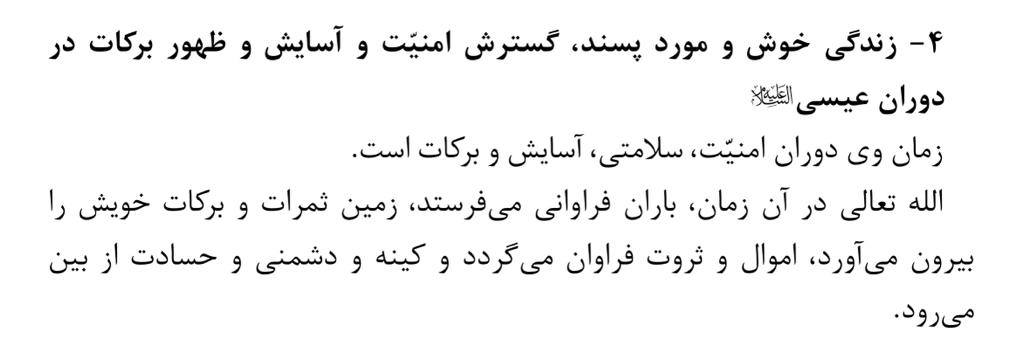 ۴- زندگی خوش و مورد پسند، گسترش امنیّت و آسایش و ظهور برکات در
دوران عیسی علیه السلام
زمان وی دوران امنیّت، سلامتی، آسایش و برکات است.
الله تعالی در آن زمان، باران فراوانی می‌فرستد، زمین ثمرات و برکات خویش را
بیرون می‌آورد، اموال و ثروت فراوان می‌گردد و کینه و دشمنی و حسادت از بین
می‌رود.